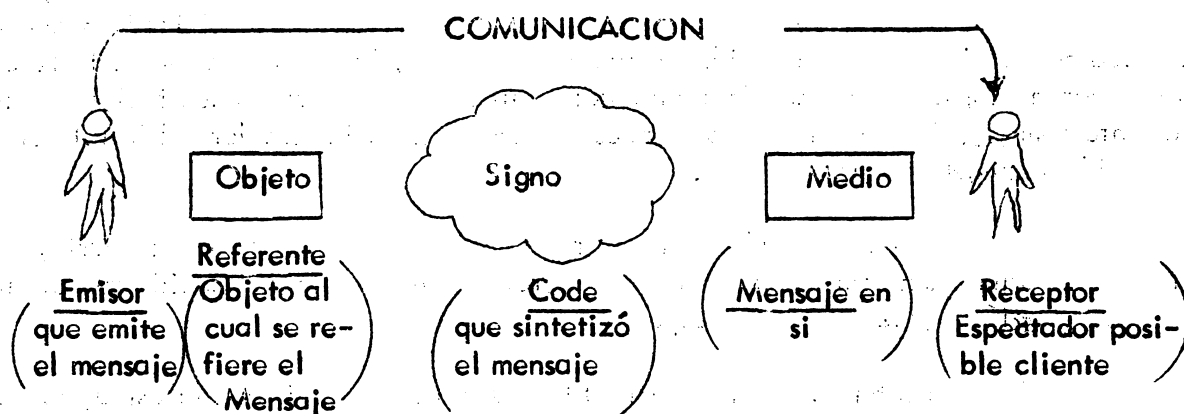 COMUNICACION
Objeto
Signo
Medio
Emisor
que emite
el mensaje
Referente
Objeto al
cual se re-
fiere el
Mensaje
Code
que sintetizó
el mensaje
Mensaje en
si
Receptor
Espectador posi-
ble cliente